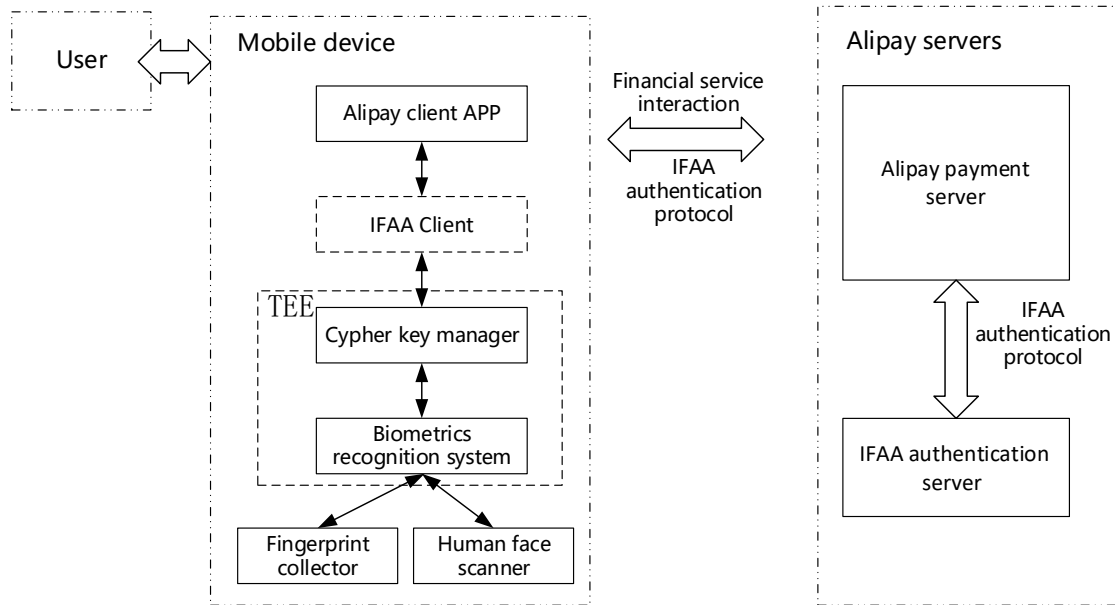 User
Mobile device
Alipay client APP
IFAA Client
TEE
Cypher key manager
Biometrics
recognition system
Fingerprint
collector
Human face
scanner
Financial service
interaction
IFAA
authentication
protocol
Alipay servers
Alipay payment
server
IFAA
authentication
protocol
IFAA authentication
server